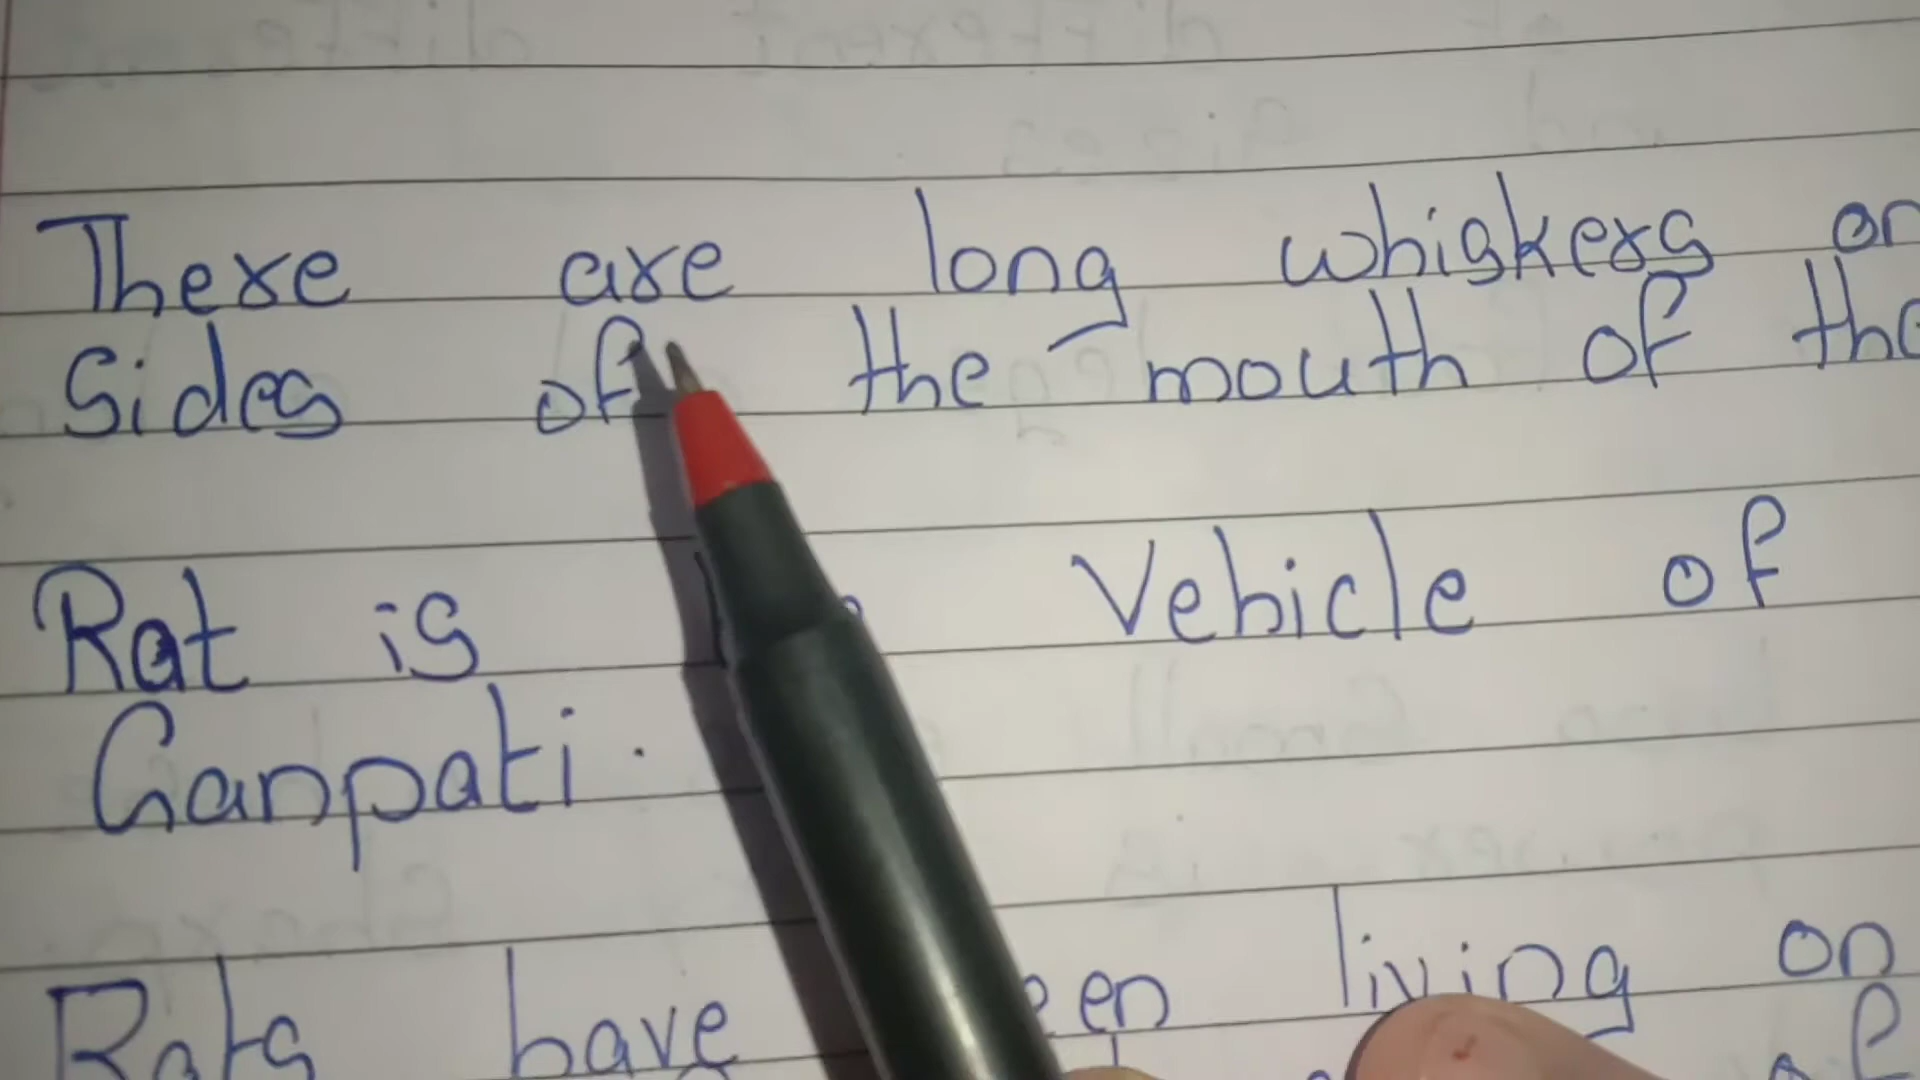 There are long whiskers on
Sides of the mouth of the
Rat is Vehicle of
Ganpati.
Rats have living on
of